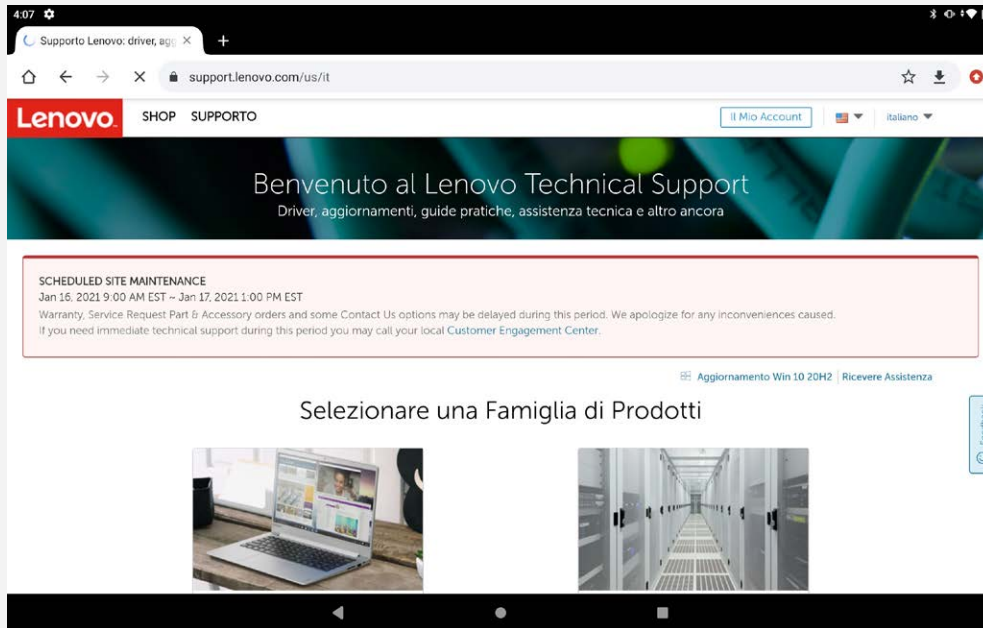 4:07
Supporto Lenovo: driver, agg
support.lenovo.com/us/it
Lenovo
SHOP SUPPORTO
Il Mio Account
italiano
Benvenuto al Lenovo Technical Support
Driver, aggiornamenti, guide pratiche, assistenza tecnica e altro ancora
SCHEDULED SITE MAINTENANCE
Jan 16, 2021 9:00 AM EST ~ Jan 17, 2021 1:00 PM EST
Warranty, Service Request Part & Accessory orders and some Contact Us options may be delayed during this period. We apologize for any inconveniences caused.
If you need immediate technical support during this period you may call your local Customer Engagement Center.
Aggiornamento Win 10 20H2 Ricevere Assistenza
Selezionare una Famiglia di Prodotti